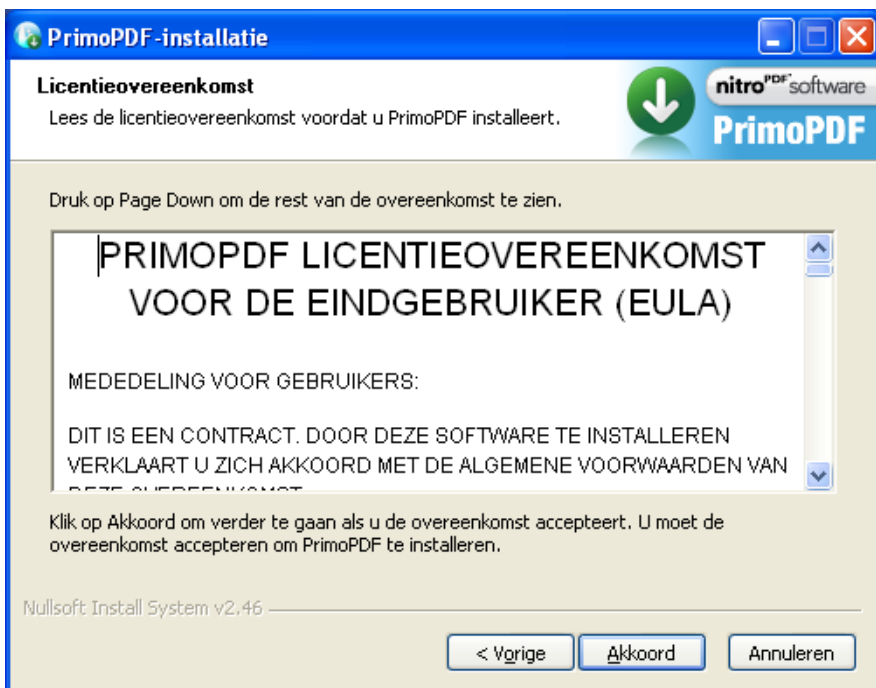 PrimoPDF-installatie
Licentieovereenkomst
Lees de licentieovereenkomst voordat u PrimoPDF installeert.
nitroPDF software
PrimoPDF
Druk op Page Down om de rest van de overeenkomst te zien.
PRIMOPDF LICENTIEOVEREENKOMST
VOOR DE EINDGEBRUIKER (EULA)
MEDEDELING VOOR GEBRUIKERS:
DIT IS EEN CONTRACT. DOOR DEZE SOFTWARE TE INSTALLEREN
VERKLAART U ZICH AKKOORD MET DE ALGEMENE VOORWAARDEN VAN
DEZE OVEREENKOMST
Klik op Akkoord om verder te gaan als u de overeenkomst accepteert. U moet de
overeenkomst accepteren om PrimoPDF te installeren.
Nullsoft Install System v2.46
< Vorige
Akkoord
Annuleren